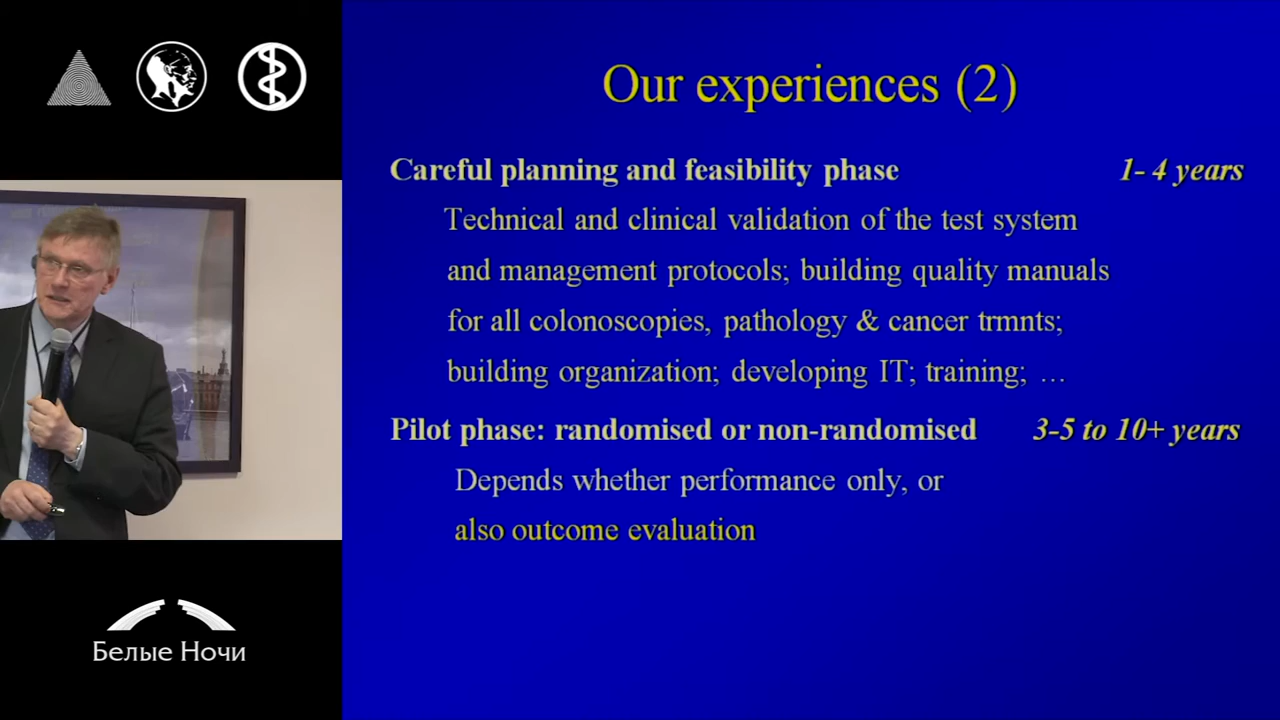 Our experiences (2)
Careful planning and feasibility phase 1- 4 years
Technical and clinical validation of the test system
and management protocols; building quality manuals
for all colonoscopies, pathology & cancer trmnts;
building organization; developing IT; training; …
Pilot phase: randomised or non-randomised 3-5 to 10+ years
Depends whether performance only, or
also outcome evaluation
Белые Ночи